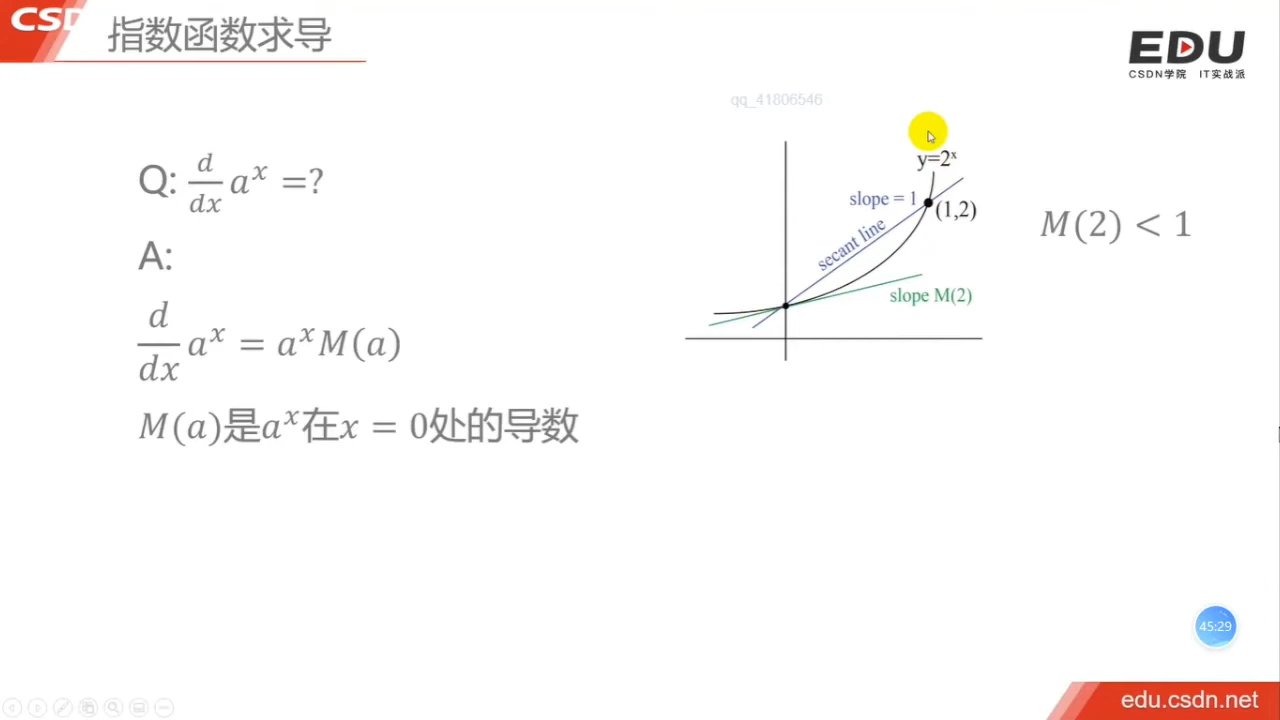 CSD
指数函数求导
EDU
CSDN学院 IT实战派
qq_41806546
Q: d/dx a^x =?
A:
d/dx a^x = a^x M(a)
M(a)是a^x在x = 0处的导数
y=2^x
slope = 1
(1,2)
secant line
slope M(2)
M(2) < 1
45:29
edu.csdn.net